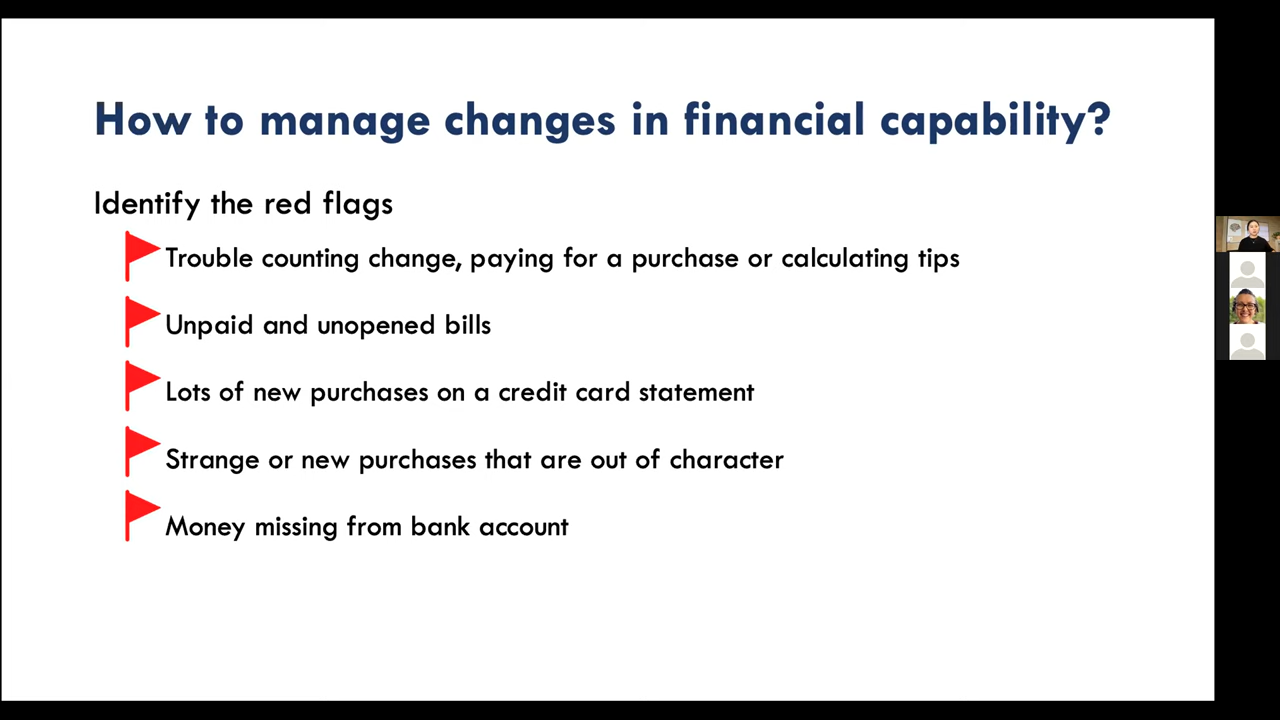 How to manage changes in financial capability?
Identify the red flags
Trouble counting change, paying for a purchase or calculating tips
Unpaid and unopened bills
Lots of new purchases on a credit card statement
Strange or new purchases that are out of character
Money missing from bank account